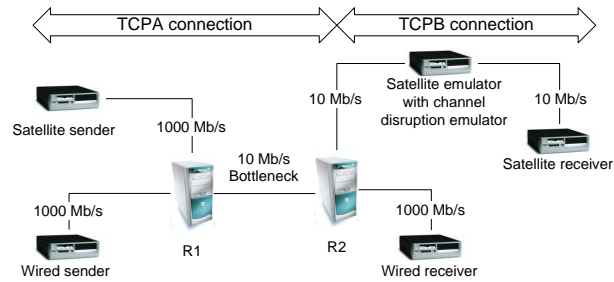 TCPA connection
TCPB connection
Satellite sender
1000 Mb/s
10 Mb/s
Satellite emulator
with channel
disruption emulator
10 Mb/s
Satellite receiver
10 Mb/s
Bottleneck
1000 Mb/s
R1
R2
1000 Mb/s
Wired sender
Wired receiver